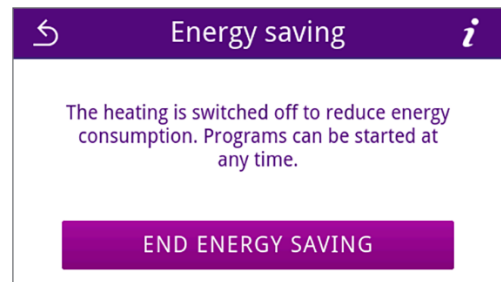 Energy saving
i
The heating is switched off to reduce energy
consumption. Programs can be started at
any time.
END ENERGY SAVING